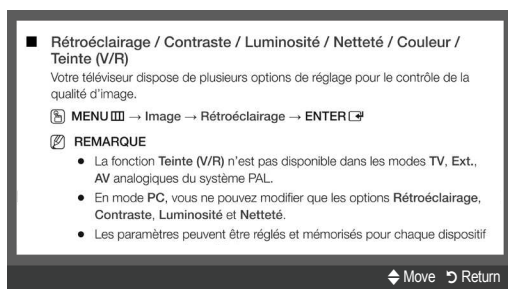 ■ Rétroéclairage / Contraste / Luminosité / Netteté / Couleur /
Teinte (V/R)
Votre téléviseur dispose de plusieurs options de réglage pour le contrôle de la
qualité d'image.
MENU → Image → Rétroéclairage → ENTER
REMARQUE
● La fonction Teinte (V/R) n'est pas disponible dans les modes TV, Ext.,
AV analogiques du système PAL.
● En mode PC, vous ne pouvez modifier que les options Rétroéclairage,
Contraste, Luminosité et Netteté.
● Les paramètres peuvent être réglés et mémorisés pour chaque dispositif
Move Return